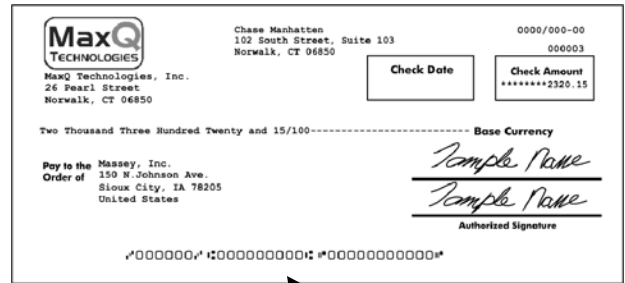 MaxQ
TECHNOLOGIES
MaxQ Technologies, Inc.
26 Pearl Street
Norwalk, CT 06850
Chase Manhatten
102 South Street, Suite 103
Norwalk, CT 06850
0000/000-00
000003
Check Date
Check Amount
********2320.15
Two Thousand Three Hundred Twenty and 15/100------------------------------ Base Currency
Pay to the Order of
Massey, Inc.
150 N.Johnson Ave.
Sioux City, IA 78205
United States
Sample Name
Sample Name
Authorized Signature
⑈000000⑈ ⑆000000000⑆ ⑈00000000000⑈